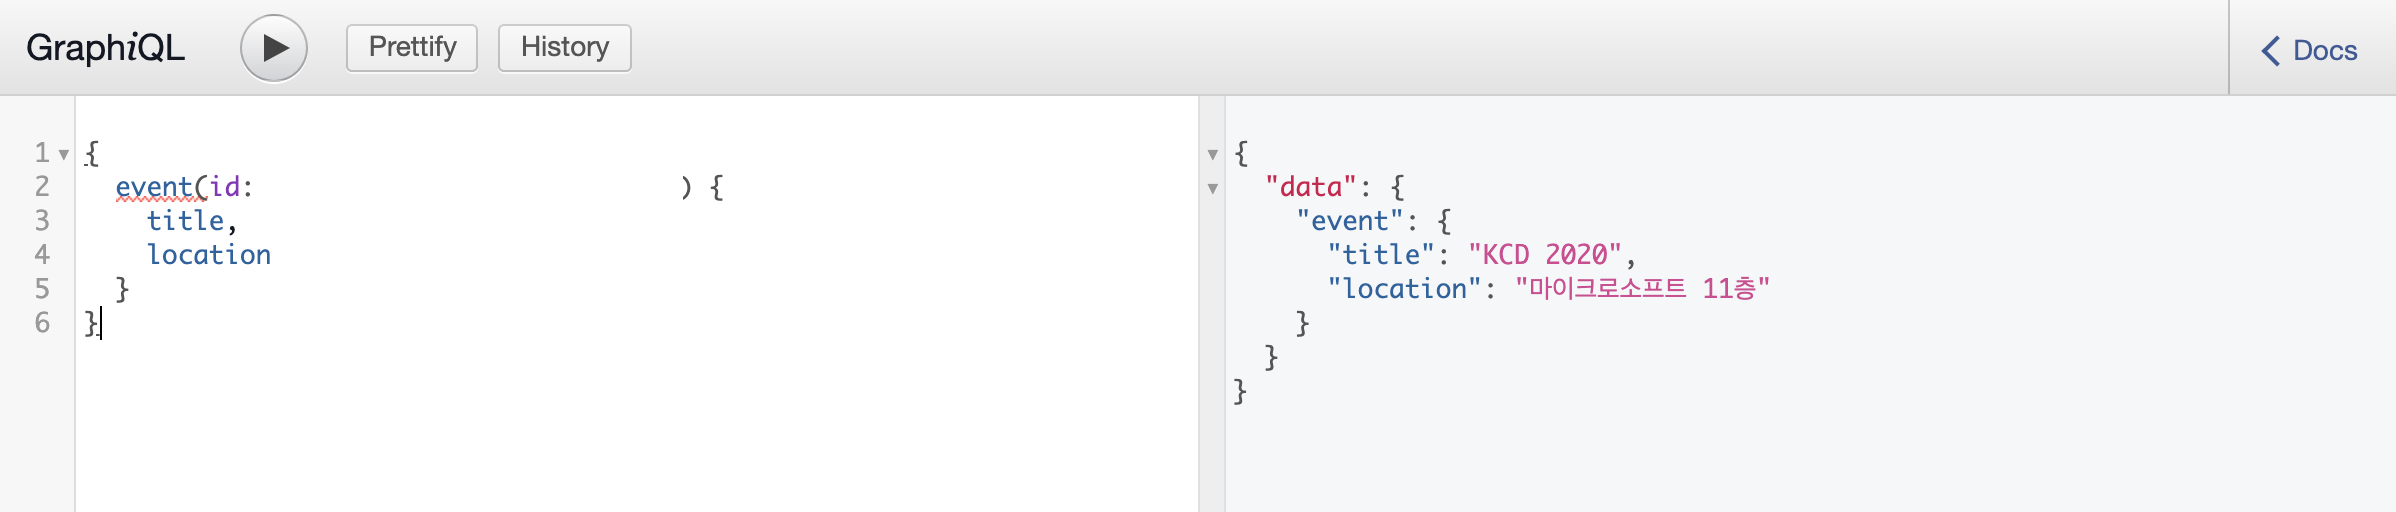 GraphiQL Prettify History Docs
1 {
2 event(id: ) {
3 title,
4 location
5 }
6 }
{
"data": {
"event": {
"title": "KCD 2020",
"location": "마이크로소프트 11층"
}
}
}